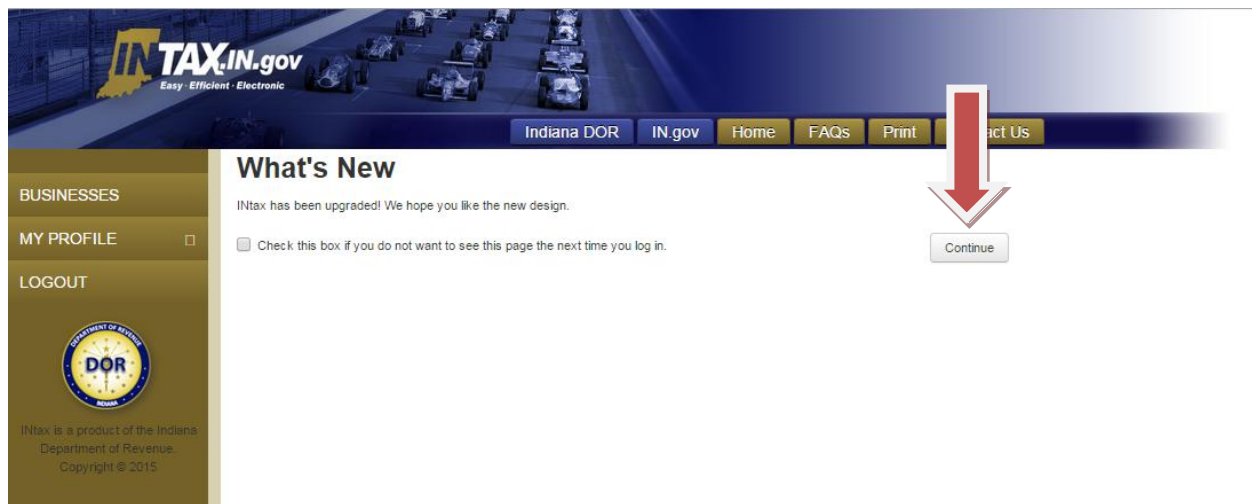 INTAX.IN.gov
Easy · Efficient · Electronic
Indiana DOR IN.gov Home FAQs Print act Us
BUSINESSES
MY PROFILE
LOGOUT
DEPARTMENT OF REVENUE
DOR
INDIANA
INtax is a product of the Indiana
Department of Revenue.
Copyright © 2015
What's New
INtax has been upgraded! We hope you like the new design.
Check this box if you do not want to see this page the next time you log in.
Continue